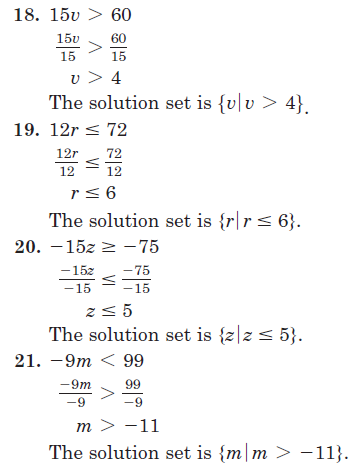 18. 15v > 60
15v/15 > 60/15
v > 4
The solution set is {v|v > 4}.
19. 12r ≤ 72
12r/12 ≤ 72/12
r ≤ 6
The solution set is {r|r ≤ 6}.
20. −15z ≥ −75
−15z/−15 ≤ −75/−15
z ≤ 5
The solution set is {z|z ≤ 5}.
21. −9m < 99
−9m/−9 > 99/−9
m > −11
The solution set is {m|m > −11}.